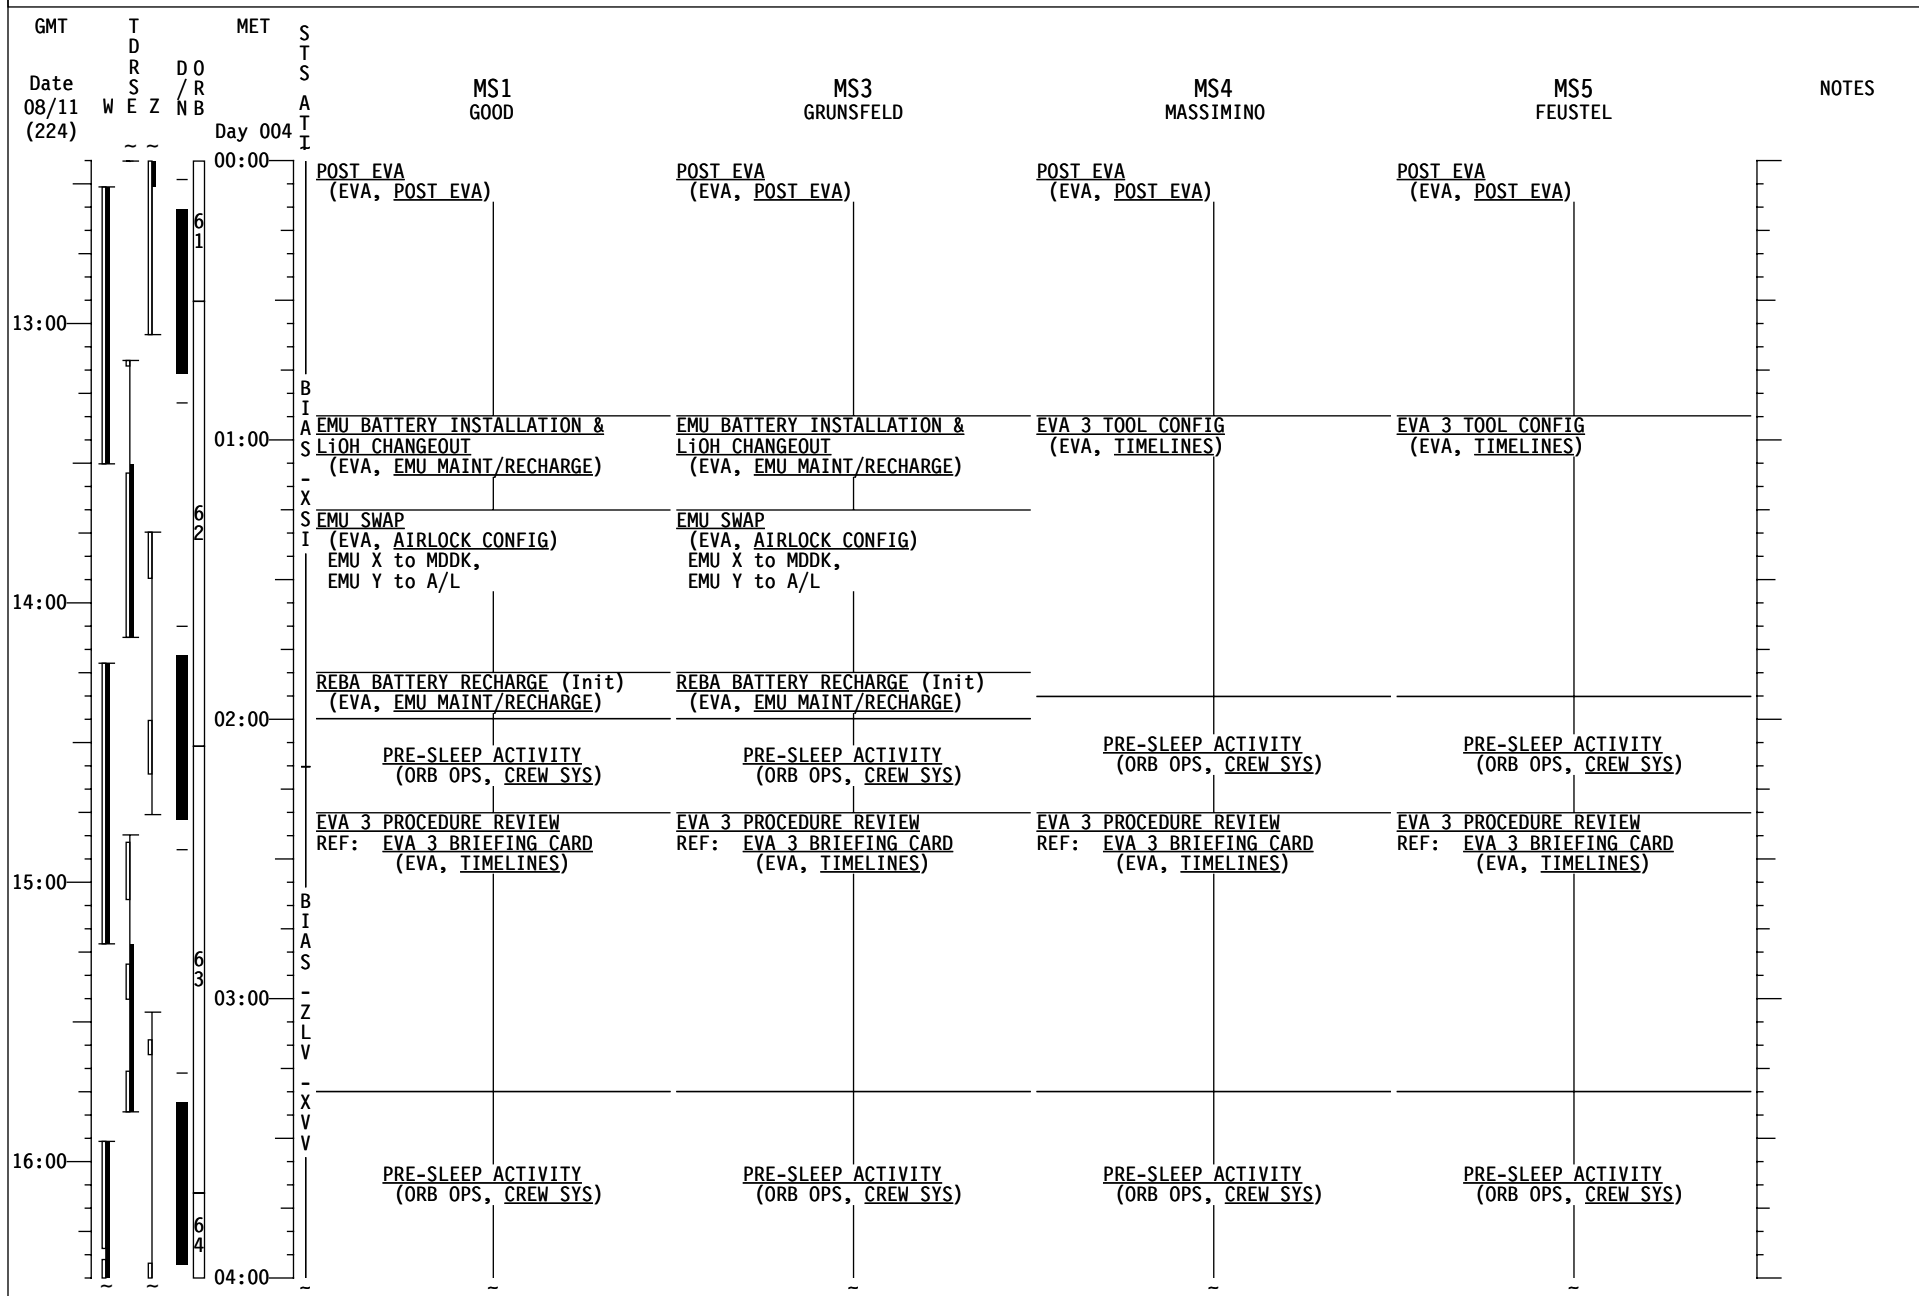 GMT
TDRS
MET
STS ATT
D/N
ORB
Date
08/11
(224)
W E Z
Day 004
MS1
GOOD
MS3
GRUNSFELD
MS4
MASSIMINO
MS5
FEUSTEL
NOTES
~ ~
00:00
POST EVA
(EVA, POST EVA)
POST EVA
(EVA, POST EVA)
POST EVA
(EVA, POST EVA)
POST EVA
(EVA, POST EVA)
61
13:00
BIAS -XSI
01:00
EMU BATTERY INSTALLATION &
LiOH CHANGEOUT
(EVA, EMU MAINT/RECHARGE)
EMU BATTERY INSTALLATION &
LiOH CHANGEOUT
(EVA, EMU MAINT/RECHARGE)
EVA 3 TOOL CONFIG
(EVA, TIMELINES)
EVA 3 TOOL CONFIG
(EVA, TIMELINES)
62
EMU SWAP
(EVA, AIRLOCK CONFIG)
EMU X to MDDK,
EMU Y to A/L
EMU SWAP
(EVA, AIRLOCK CONFIG)
EMU X to MDDK,
EMU Y to A/L
14:00
REBA BATTERY RECHARGE (Init)
(EVA, EMU MAINT/RECHARGE)
REBA BATTERY RECHARGE (Init)
(EVA, EMU MAINT/RECHARGE)
02:00
PRE-SLEEP ACTIVITY
(ORB OPS, CREW SYS)
PRE-SLEEP ACTIVITY
(ORB OPS, CREW SYS)
PRE-SLEEP ACTIVITY
(ORB OPS, CREW SYS)
PRE-SLEEP ACTIVITY
(ORB OPS, CREW SYS)
EVA 3 PROCEDURE REVIEW
REF: EVA 3 BRIEFING CARD
(EVA, TIMELINES)
EVA 3 PROCEDURE REVIEW
REF: EVA 3 BRIEFING CARD
(EVA, TIMELINES)
EVA 3 PROCEDURE REVIEW
REF: EVA 3 BRIEFING CARD
(EVA, TIMELINES)
EVA 3 PROCEDURE REVIEW
REF: EVA 3 BRIEFING CARD
(EVA, TIMELINES)
15:00
BIAS -ZLV -XVV
63
03:00
16:00
PRE-SLEEP ACTIVITY
(ORB OPS, CREW SYS)
PRE-SLEEP ACTIVITY
(ORB OPS, CREW SYS)
PRE-SLEEP ACTIVITY
(ORB OPS, CREW SYS)
PRE-SLEEP ACTIVITY
(ORB OPS, CREW SYS)
64
04:00
~ ~ ~ ~ ~ ~ ~